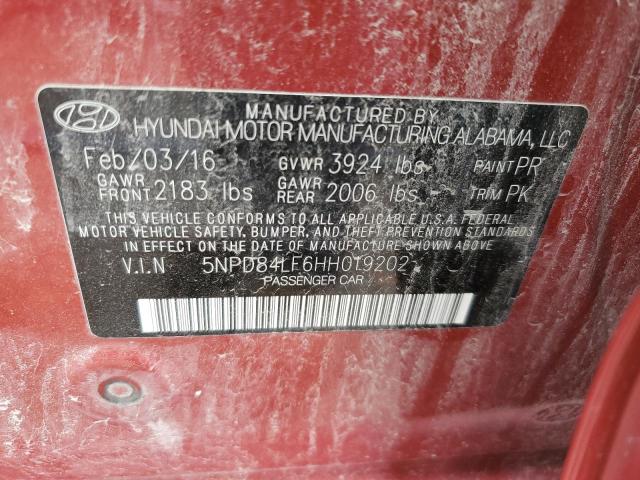 MANUFACTURED BY
HYUNDAI MOTOR MANUFACTURING ALABAMA, LLC
Feb/03/16 GVWR 3924 lbs PAINT PR
GAWR FRONT 2183 lbs GAWR REAR 2006 lbs TRIM PK
THIS VEHICLE CONFORMS TO ALL APPLICABLE U.S.A. FEDERAL
MOTOR VEHICLE SAFETY, BUMPER, AND THEFT PREVENTION
STANDARDS IN EFFECT ON THE DATE OF MANUFACTURE SHOWN ABOVE.
V.I.N 5NPD84LF6HH019202
PASSENGER CAR